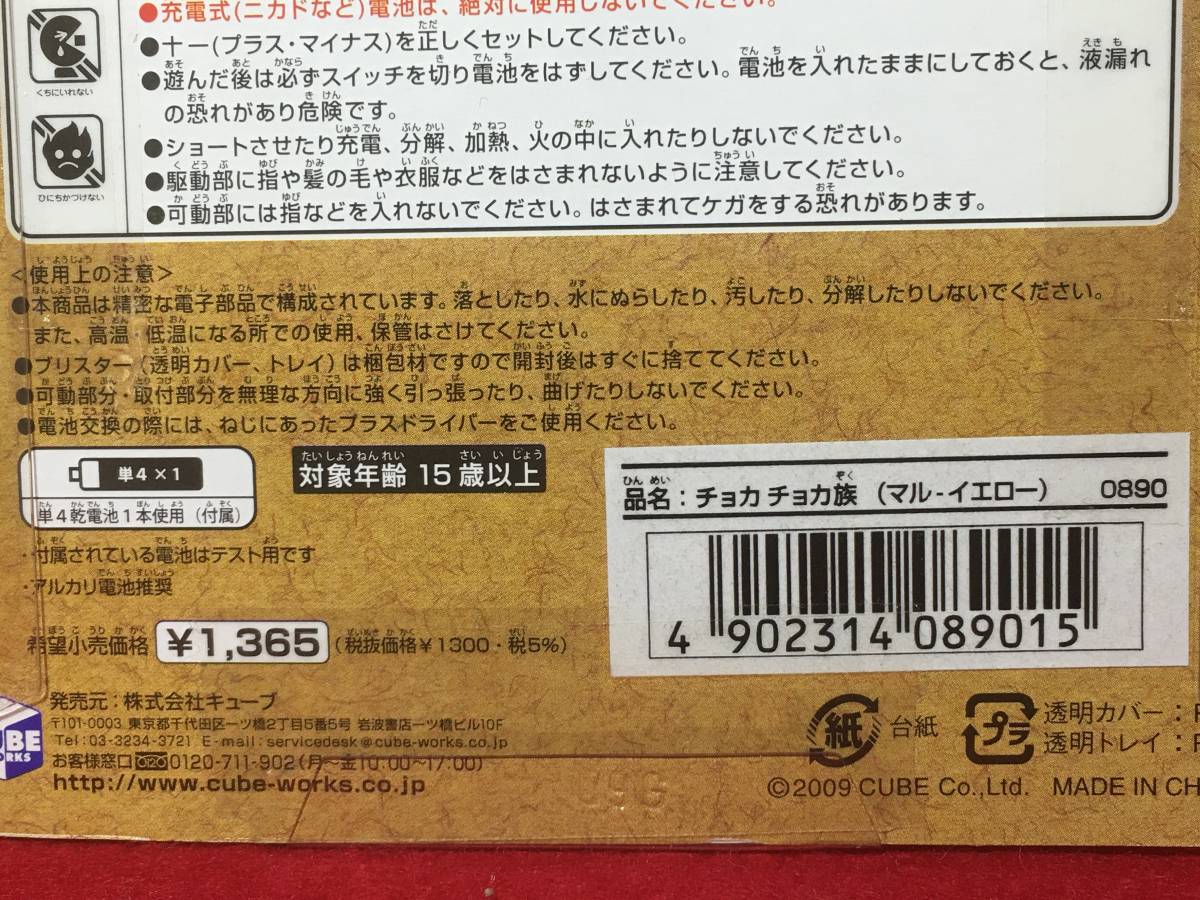 ●充電式(ニカドなど)電池は、絶対に使用しないでください。
●＋－(プラス・マイナス)を正しくセットしてください。
●遊んだ後は必ずスイッチを切り電池をはずしてください。電池を入れたままにしておくと、液漏れ
の恐れがあり危険です。
●ショートさせたり充電、分解、加熱、火の中に入れたりしないでください。
●駆動部に指や髪の毛や衣服などをはさまれないように注意してください。
●可動部には指などを入れないでください。はさまれてケガをする恐れがあります。
くちにいれない
ひにちかづけない
＜使用上の注意＞
●本商品は精密な電子部品で構成されています。落としたり、水にぬらしたり、汚したり、分解したりしないでください。
また、高温・低温になる所での使用、保管はさけてください。
●ブリスター(透明カバー、トレイ)は梱包材ですので開封後はすぐに捨ててください。
●可動部分・取付部分を無理な方向に強く引っ張ったり、曲げたりしないでください。
●電池交換の際には、ねじにあったプラスドライバーをご使用ください。
単4×1
単4乾電池1本使用(付属)
対象年齢 15歳以上
・付属されている電池はテスト用です
・アルカリ電池推奨
希望小売価格 ¥1,365 (税抜価格¥1300・税5%)
品名：チョカ チョカ族 (マル-イエロー) 0890
4 902314 089015
発売元：株式会社キューブ
〒101-0003 東京都千代田区一ツ橋2丁目5番5号 岩波書店一ツ橋ビル10F
Tel:03-3234-3721 E-mail:servicedesk@cube-works.co.jp
お客様窓口 0120-711-902(月〜金10:00〜17:00)
http://www.cube-works.co.jp
CUBE
WORKS
紙 台紙
プラ 透明カバー：
透明トレイ：
©2009 CUBE Co.,Ltd. MADE IN CH